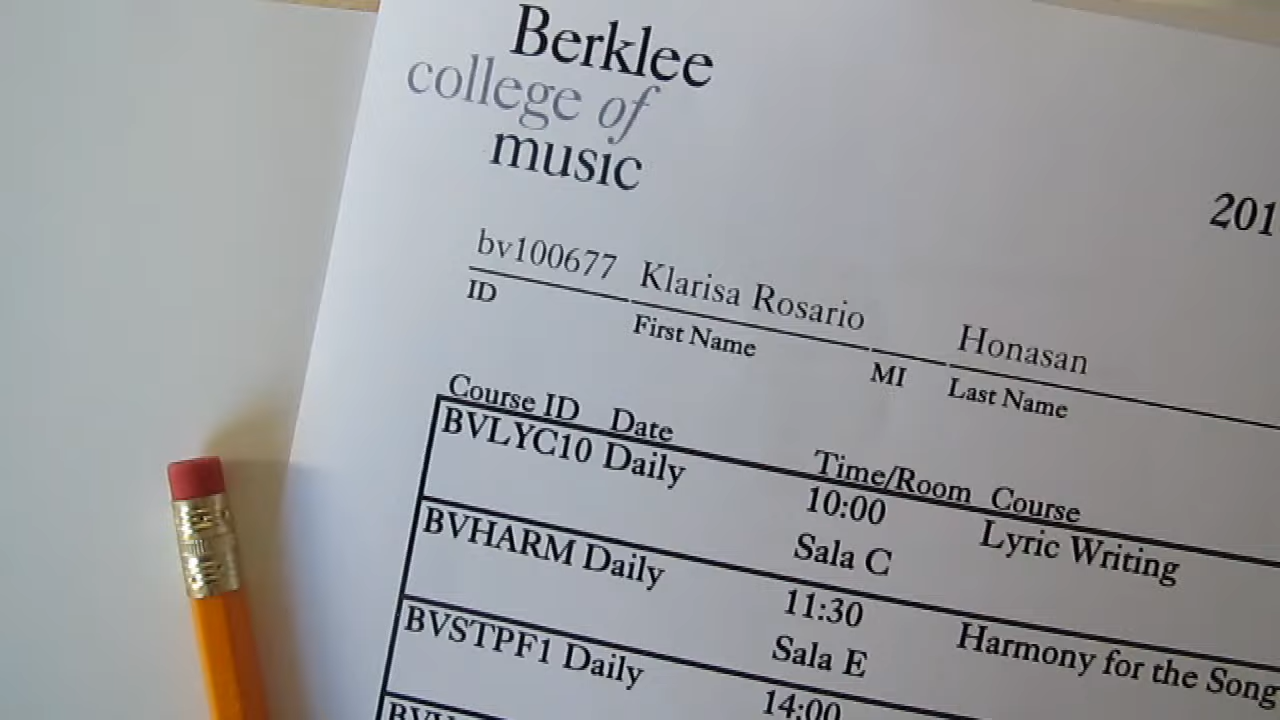 Berklee
college of
music
201
bv100677 Klarisa Rosario Honasan
ID First Name MI Last Name
Course ID Date Time/Room Course
BVLYC10 Daily 10:00 Lyric Writing
Sala C
BVHARM Daily 11:30 Harmony for the Song
Sala E
BVSTPF1 Daily 14:00